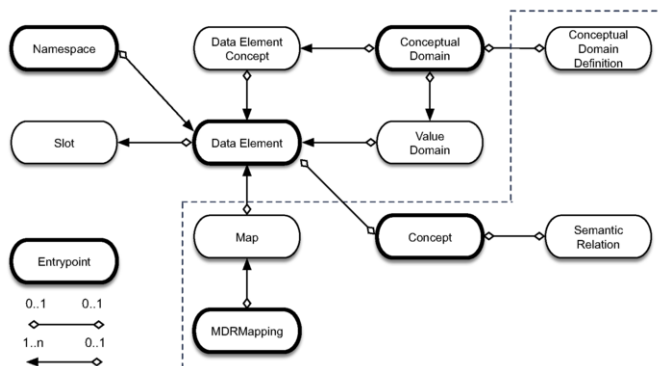 Namespace
Data Element
Concept
Conceptual
Domain
Conceptual
Domain
Definition
Slot
Data Element
Value
Domain
Map
Concept
Semantic
Relation
Entrypoint
MDRMapping
0..1 0..1
1..n 0..1